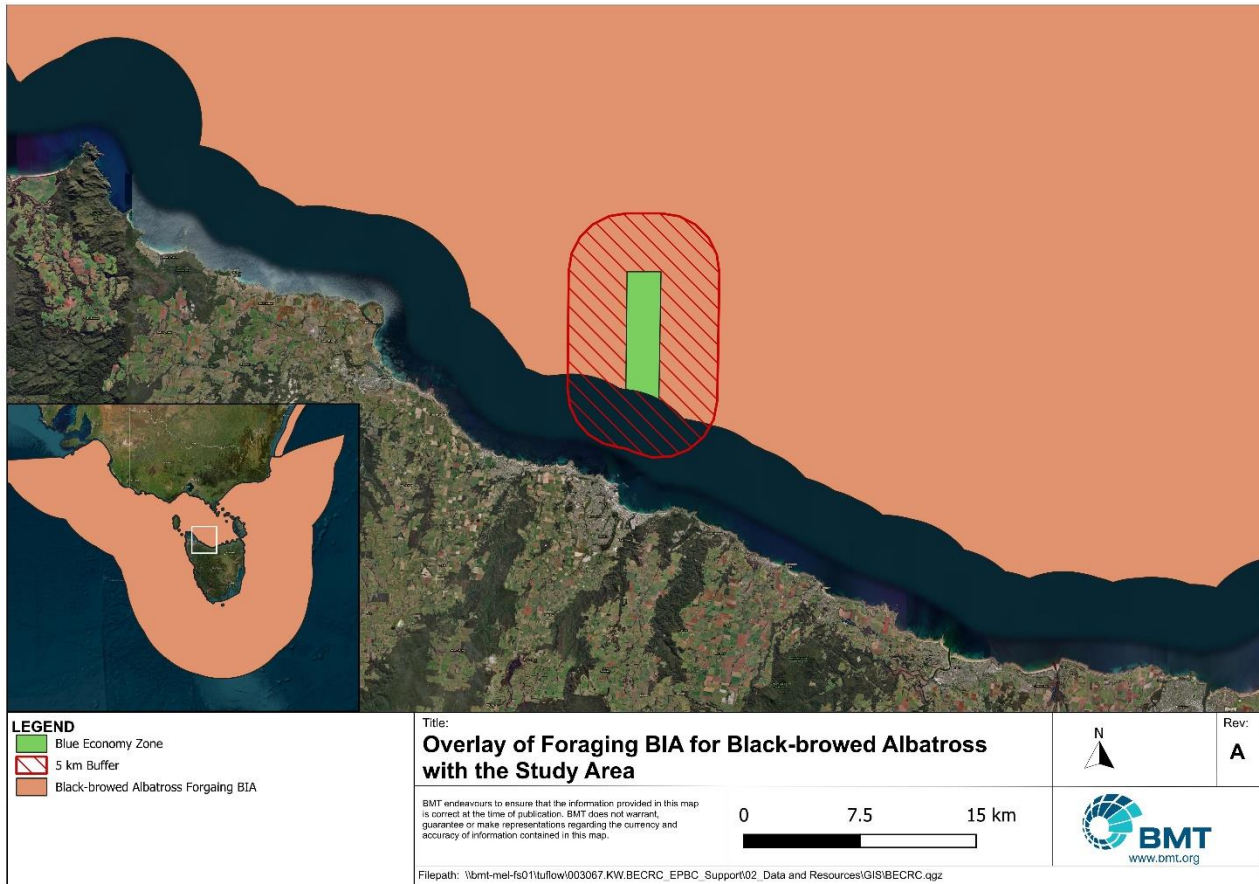 LEGEND
Blue Economy Zone
5 km Buffer
Black-browed Albatross Forgaing BIA
Title:
Overlay of Foraging BIA for Black-browed Albatross
with the Study Area
BMT endeavours to ensure that the information provided in this map
is correct at the time of publication. BMT does not warrant,
guarantee or make representations regarding the currency and
accuracy of information contained in this map.
0 7.5 15 km
N
Rev:
A
BMT
www.bmt.org
Filepath: \\bmt-mel-fs01\tuflow\003067.KW.BECRC_EPBC_Support\02_Data and Resources\GIS\BECRC.qgz